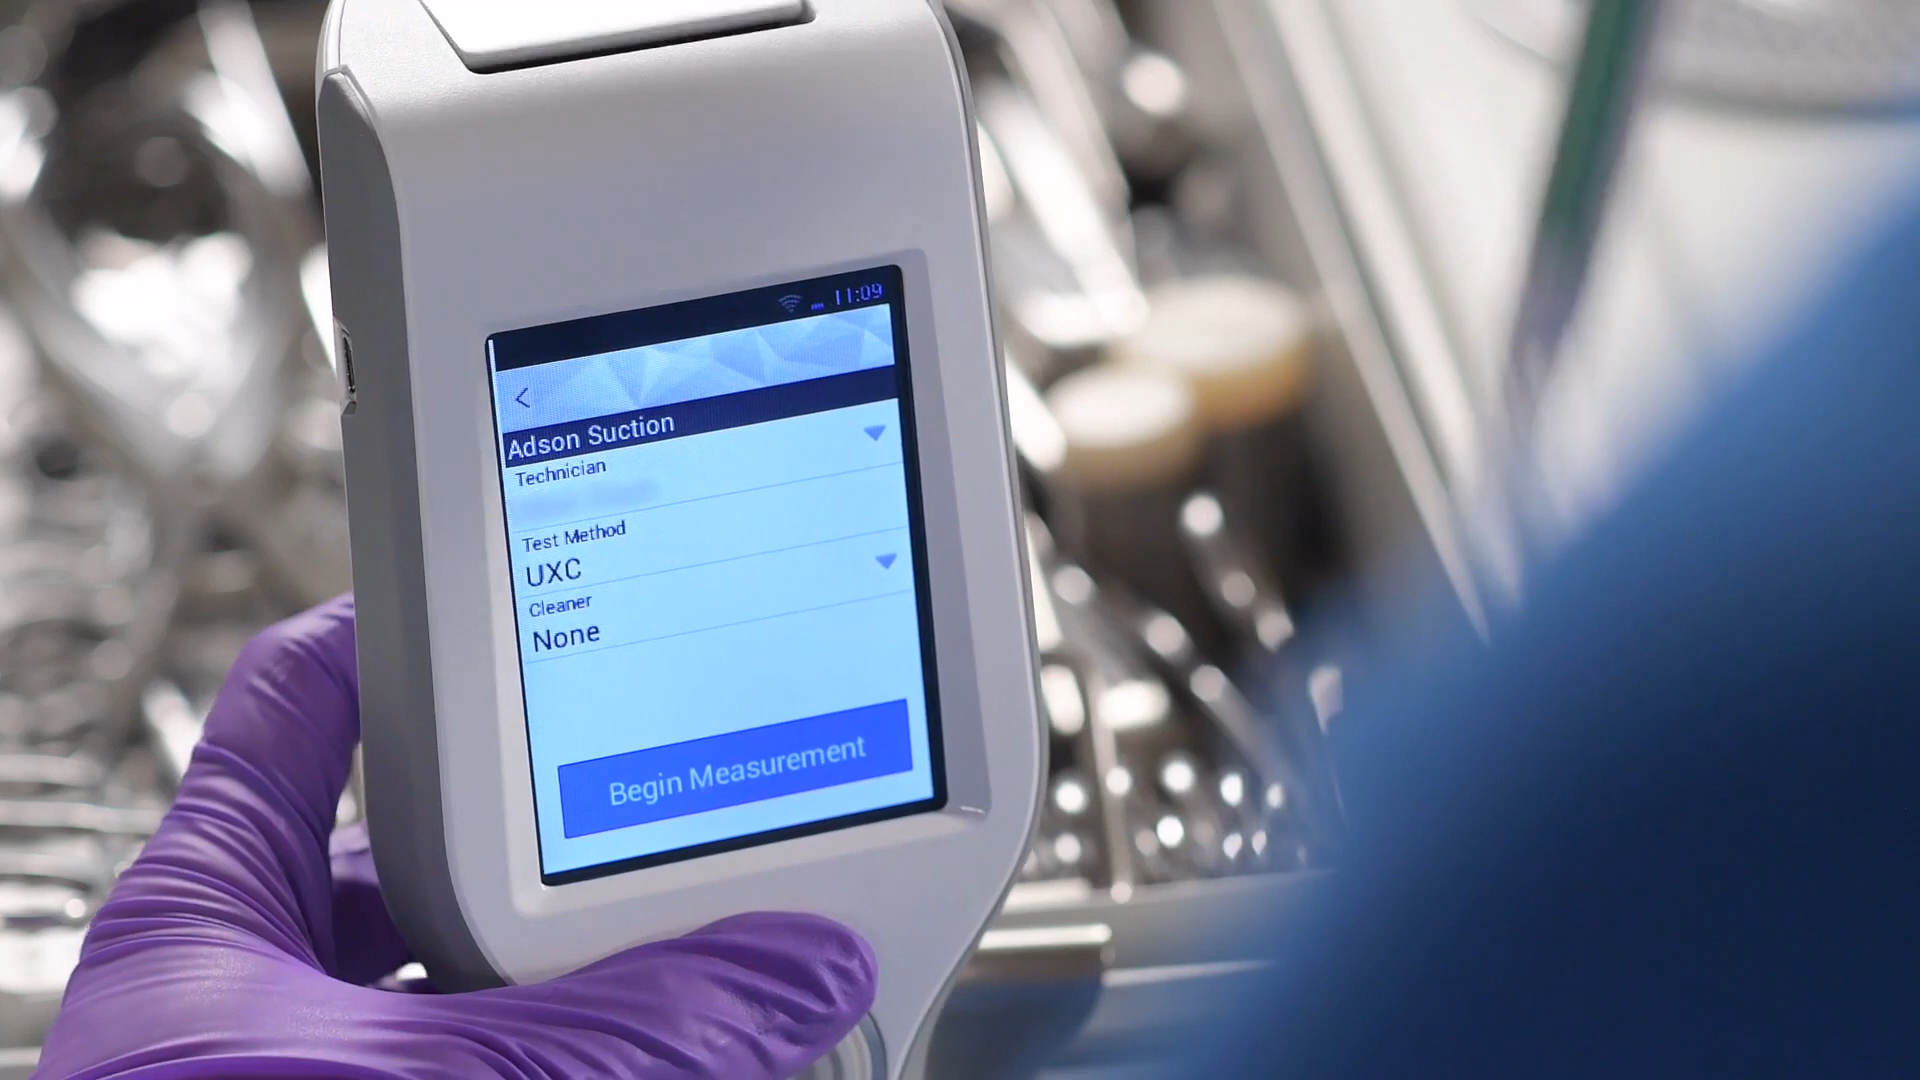 11:09
Adson Suction
Technician
Test Method
UXC
Cleaner
None
Begin Measurement